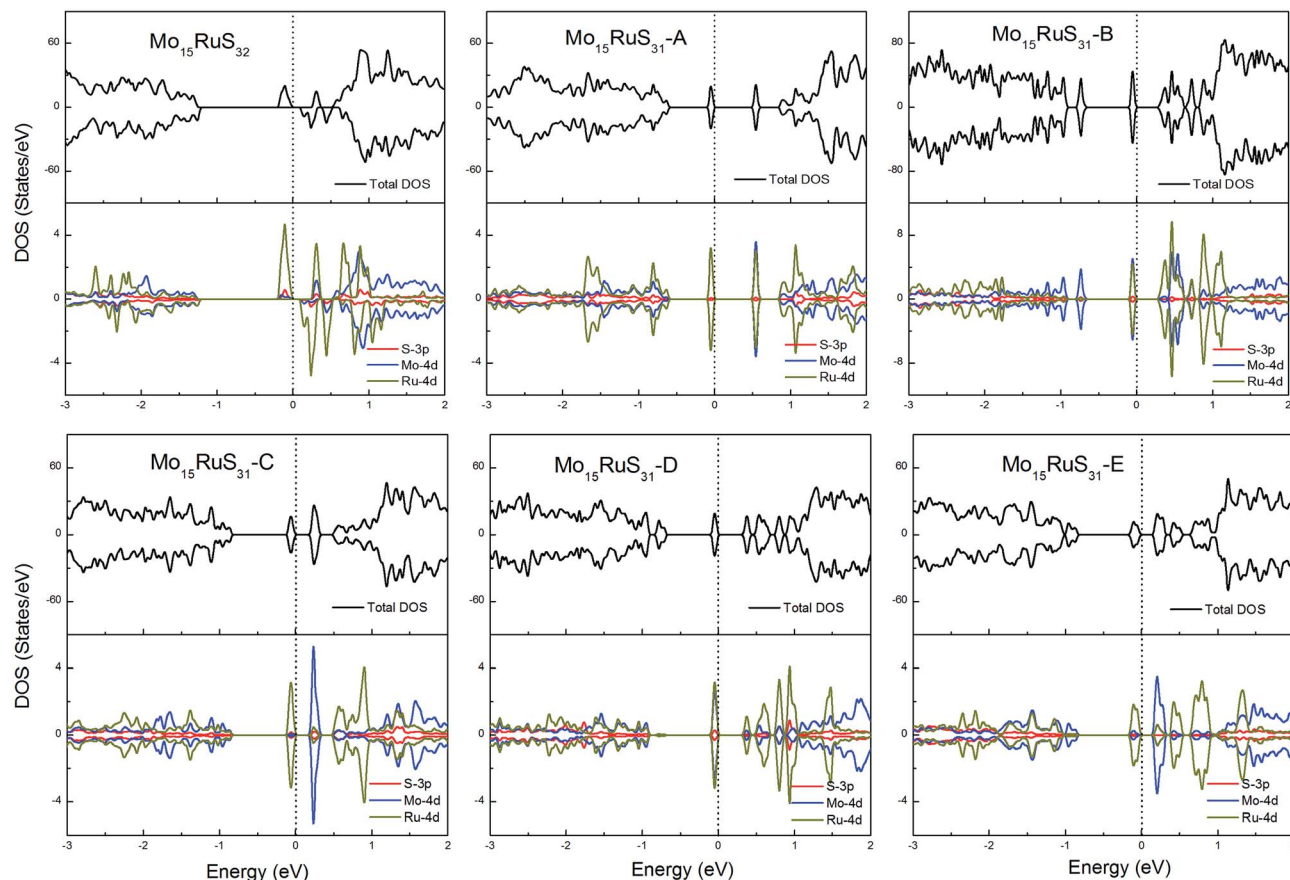 Mo15RuS32
Mo15RuS31-A
Mo15RuS31-B
60
0
-60
60
0
-60
80
0
-80
Total DOS
Total DOS
Total DOS
DOS (States/eV)
4
0
-4
4
0
-4
8
0
-8
S-3p
Mo-4d
Ru-4d
S-3p
Mo-4d
Ru-4d
S-3p
Mo-4d
Ru-4d
-3 -2 -1 0 1 2
-3 -2 -1 0 1 2
-3 -2 -1 0 1 2
Mo15RuS31-C
Mo15RuS31-D
Mo15RuS31-E
60
0
-60
60
0
-60
60
0
-60
Total DOS
Total DOS
Total DOS
DOS (States/eV)
4
0
-4
4
0
-4
4
0
-4
S-3p
Mo-4d
Ru-4d
S-3p
Mo-4d
Ru-4d
S-3p
Mo-4d
Ru-4d
-3 -2 -1 0 1 2
-3 -2 -1 0 1 2
-3 -2 -1 0 1 2
Energy (eV)
Energy (eV)
Energy (eV)